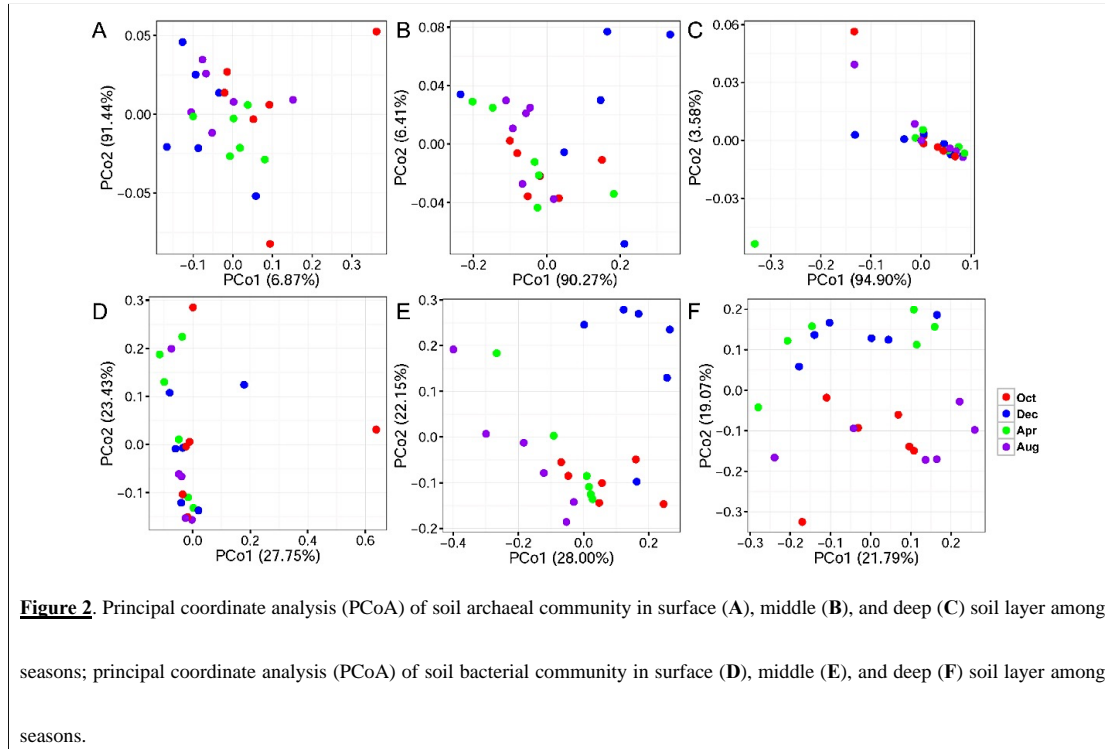 A
0.05
0.00
−0.05
PCo2 (91.44%)
−0.1 0.0 0.1 0.2 0.3
PCo1 (6.87%)
B
0.08
0.04
0.00
−0.04
PCo2 (6.41%)
−0.2 0.0 0.2
PCo1 (90.27%)
C
0.06
0.03
0.00
−0.03
PCo2 (3.58%)
−0.3 −0.2 −0.1 0.0 0.1
PCo1 (94.90%)
D
0.3
0.2
0.1
0.0
−0.1
PCo2 (23.43%)
0.0 0.2 0.4 0.6
PCo1 (27.75%)
E
0.3
0.2
0.1
0.0
−0.1
−0.2
PCo2 (22.15%)
−0.4 −0.2 0.0 0.2
PCo1 (28.00%)
F
0.2
0.1
0.0
−0.1
−0.2
−0.3
PCo2 (19.07%)
−0.3 −0.2 −0.1 0.0 0.1 0.2
PCo1 (21.79%)
Oct
Dec
Apr
Aug
Figure 2. Principal coordinate analysis (PCoA) of soil archaeal community in surface (A), middle (B), and deep (C) soil layer among
seasons; principal coordinate analysis (PCoA) of soil bacterial community in surface (D), middle (E), and deep (F) soil layer among
seasons.